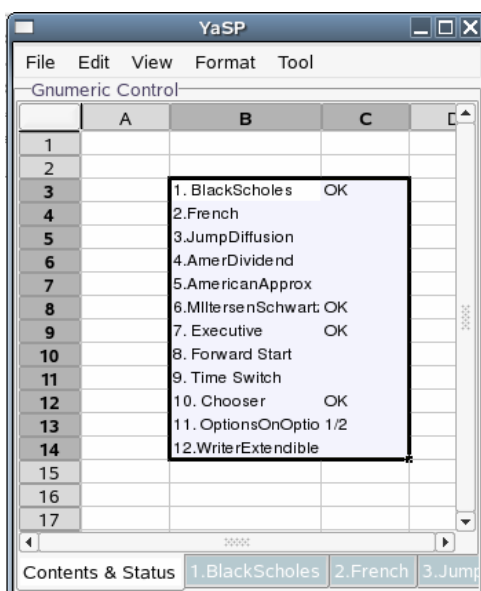 YaSP
File Edit View Format Tool
Gnumeric Control
A B C D
1
2
3 1. BlackScholes OK
4 2.French
5 3.JumpDiffusion
6 4.AmerDividend
7 5.AmericanApprox
8 6.MIltersenSchwart: OK
9 7. Executive OK
10 8. Forward Start
11 9. Time Switch
12 10. Chooser OK
13 11. OptionsOnOptio 1/2
14 12.WriterExtendible
15
16
17
Contents & Status 1.BlackScholes 2.French 3.Jump